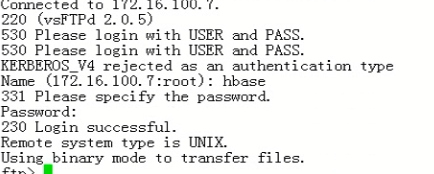 Connected to 172.16.100.7.
220 (vsFTPd 2.0.5)
530 Please login with USER and PASS.
530 Please login with USER and PASS.
KERBEROS_V4 rejected as an authentication type
Name (172.16.100.7:root): hbase
331 Please specify the password.
Password:
230 Login successful.
Remote system type is UNIX.
Using binary mode to transfer files.
ftp>